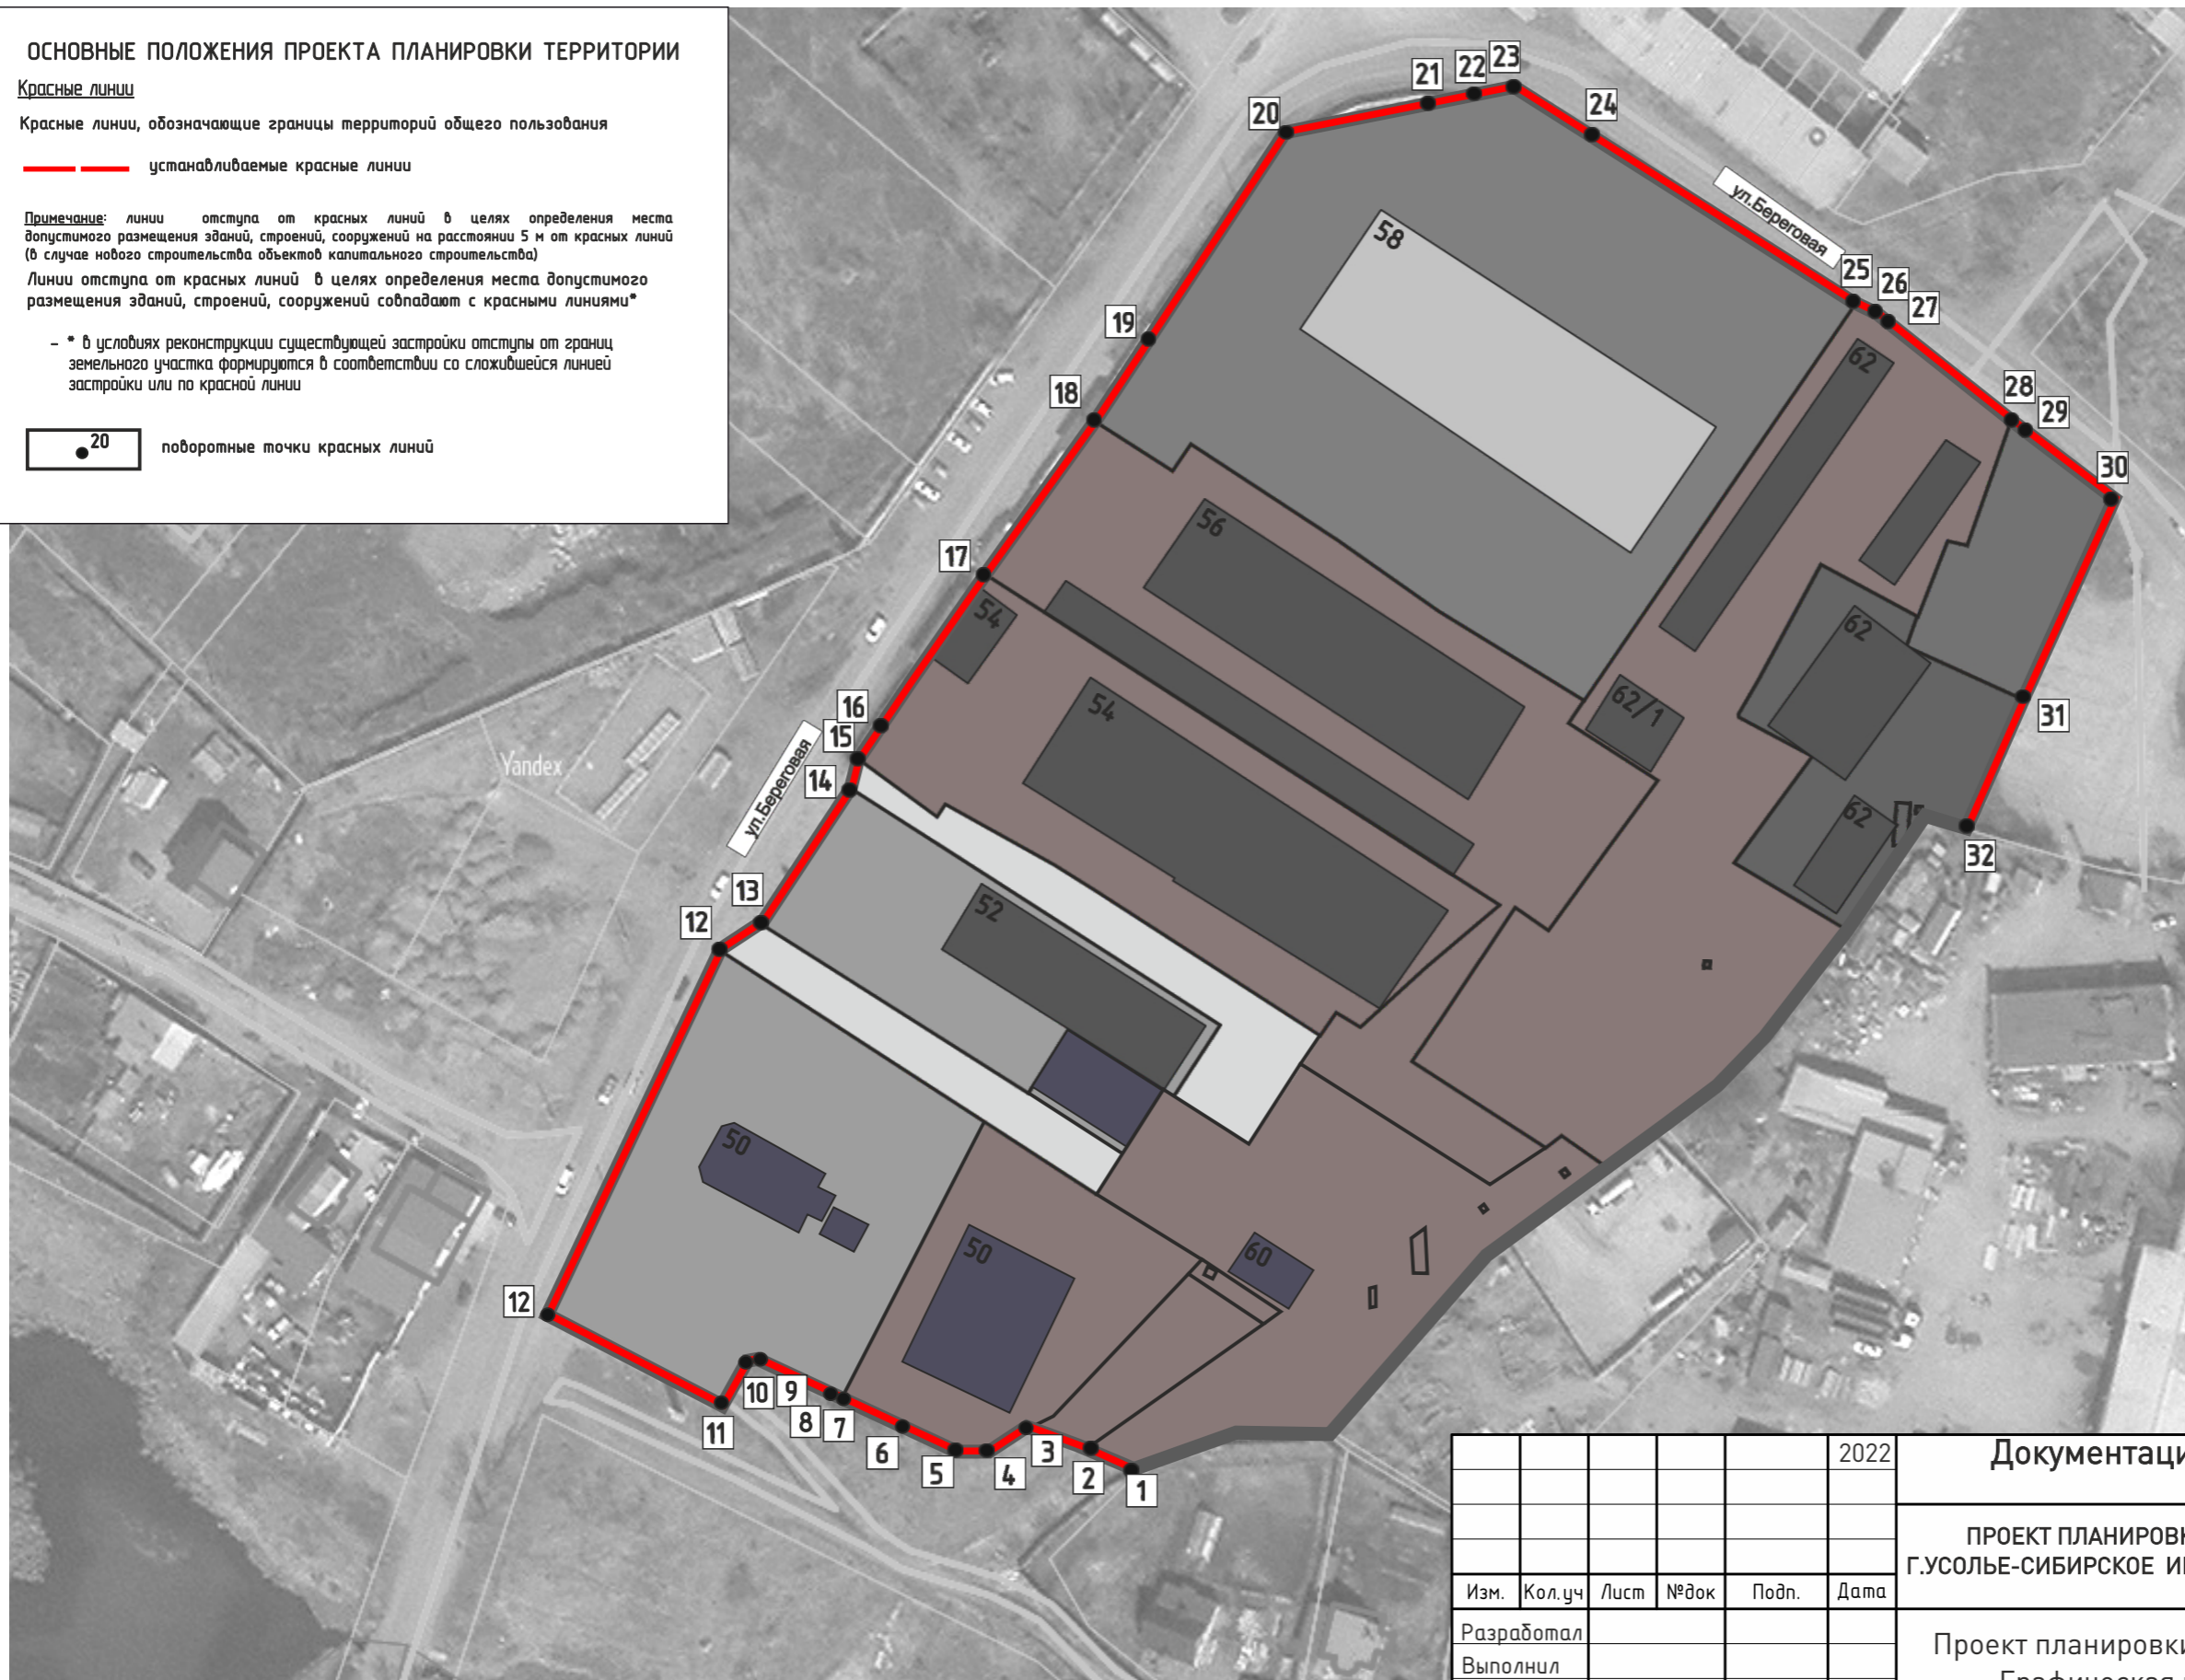 ОСНОВНЫЕ ПОЛОЖЕНИЯ ПРОЕКТА ПЛАНИРОВКИ ТЕРРИТОРИИ
Красные линии
Красные линии, обозначающие границы территорий общего пользования
устанавливаемые красные линии
Примечание: линии отступа от красных линий в целях определения места
допустимого размещения зданий, строений, сооружений на расстоянии 5 м от красных линий
(в случае нового строительства объектов капитального строительства)
Линии отступа от красных линий в целях определения места допустимого
размещения зданий, строений, сооружений совпадают с красными линиями*
- * в условиях реконструкции существующей застройки отступы от границ
земельного участка формируются в соответствии со сложившейся линией
застройки или по красной линии
20
поворотные точки красных линий
20
21
22
23
24
ул.Береговая
58
25
26
27
19
62
18
28
29
30
56
17
54
62
16
15
54
62/1
31
14
ул.Береговая
Yandex
62
32
13
12
52
50
50
60
12
11
10
9
8
7
6
5
4
3
2
1
2022
Документаци
ПРОЕКТ ПЛАНИРОВК
Г.УСОЛЬЕ-СИБИРСКОЕ ИР
Изм.
Кол.уч
Лист
№док
Подп.
Дата
Разработал
Выполнил
Проект планировки